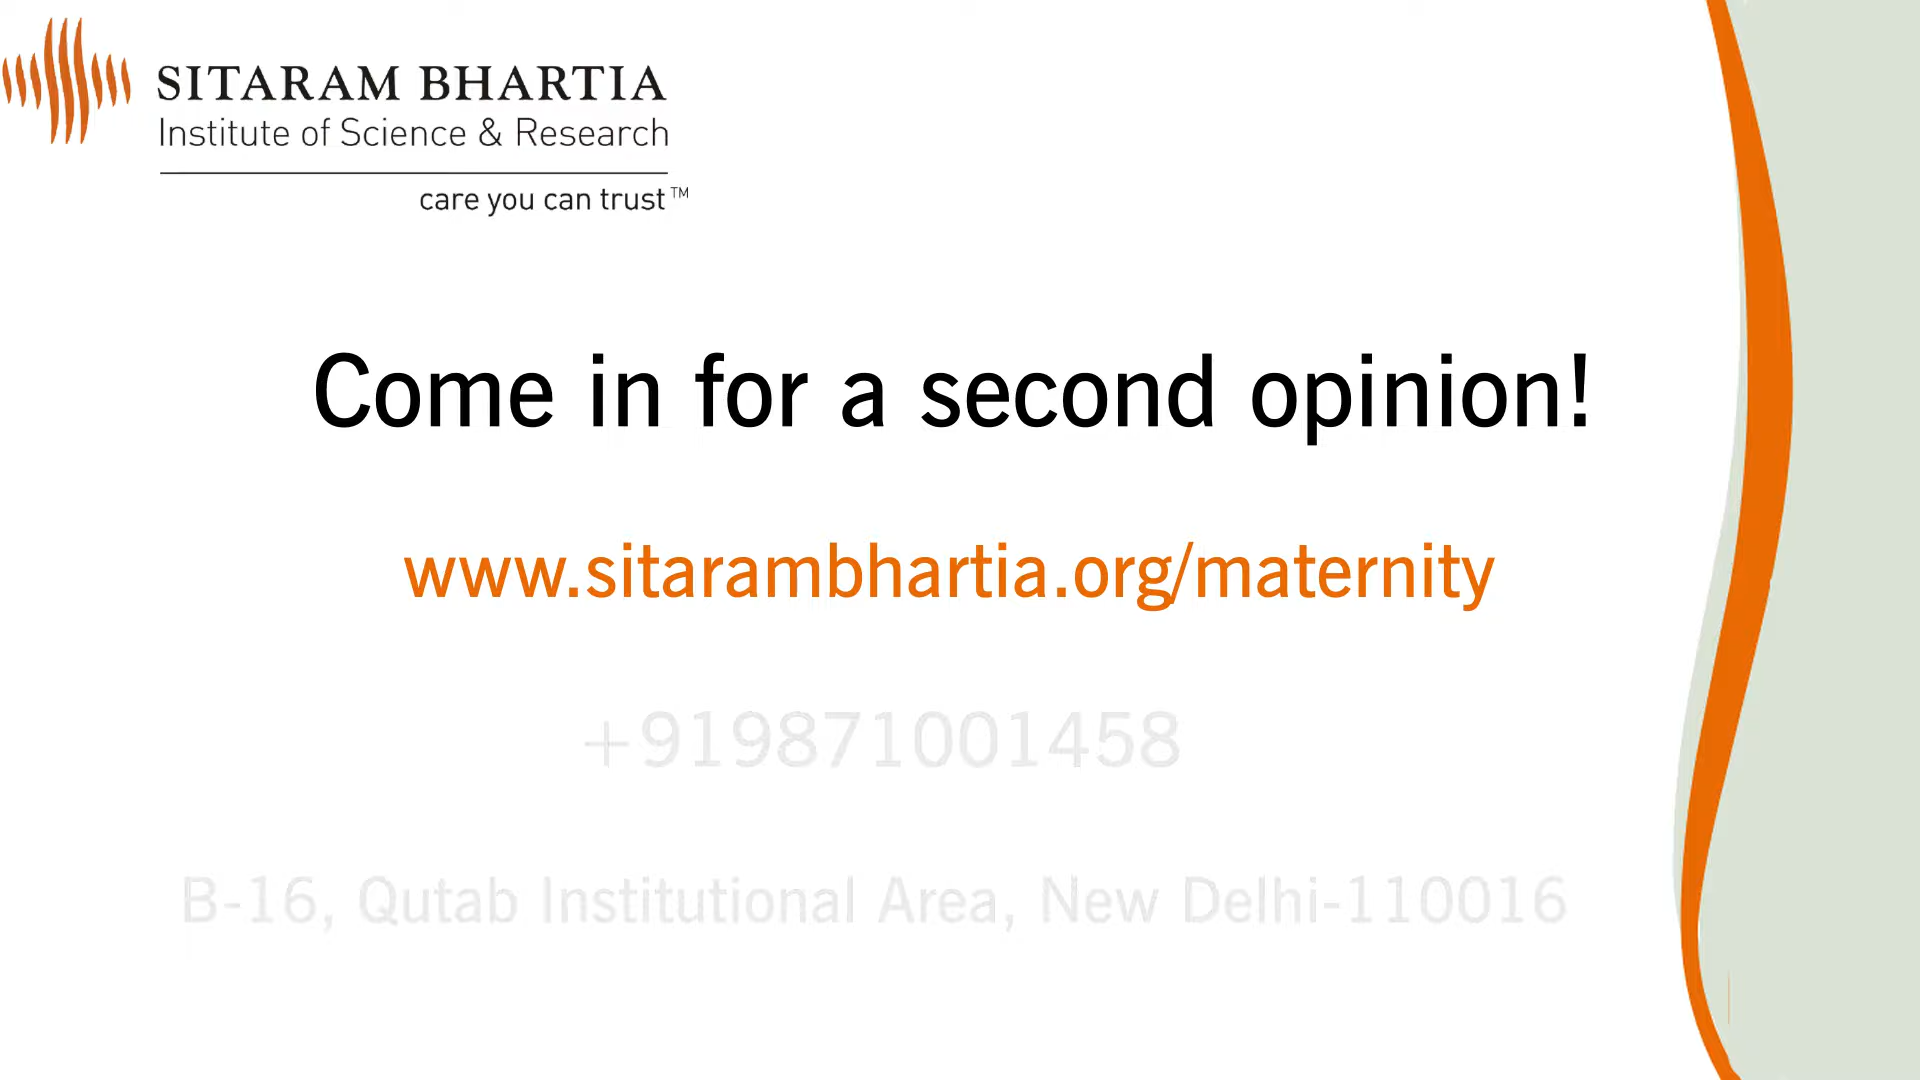 SITARAM BHARTIA
Institute of Science & Research
care you can trust™
Come in for a second opinion!
www.sitarambhartia.org/maternity
+919871001458
B-16, Qutab Institutional Area, New Delhi-110016